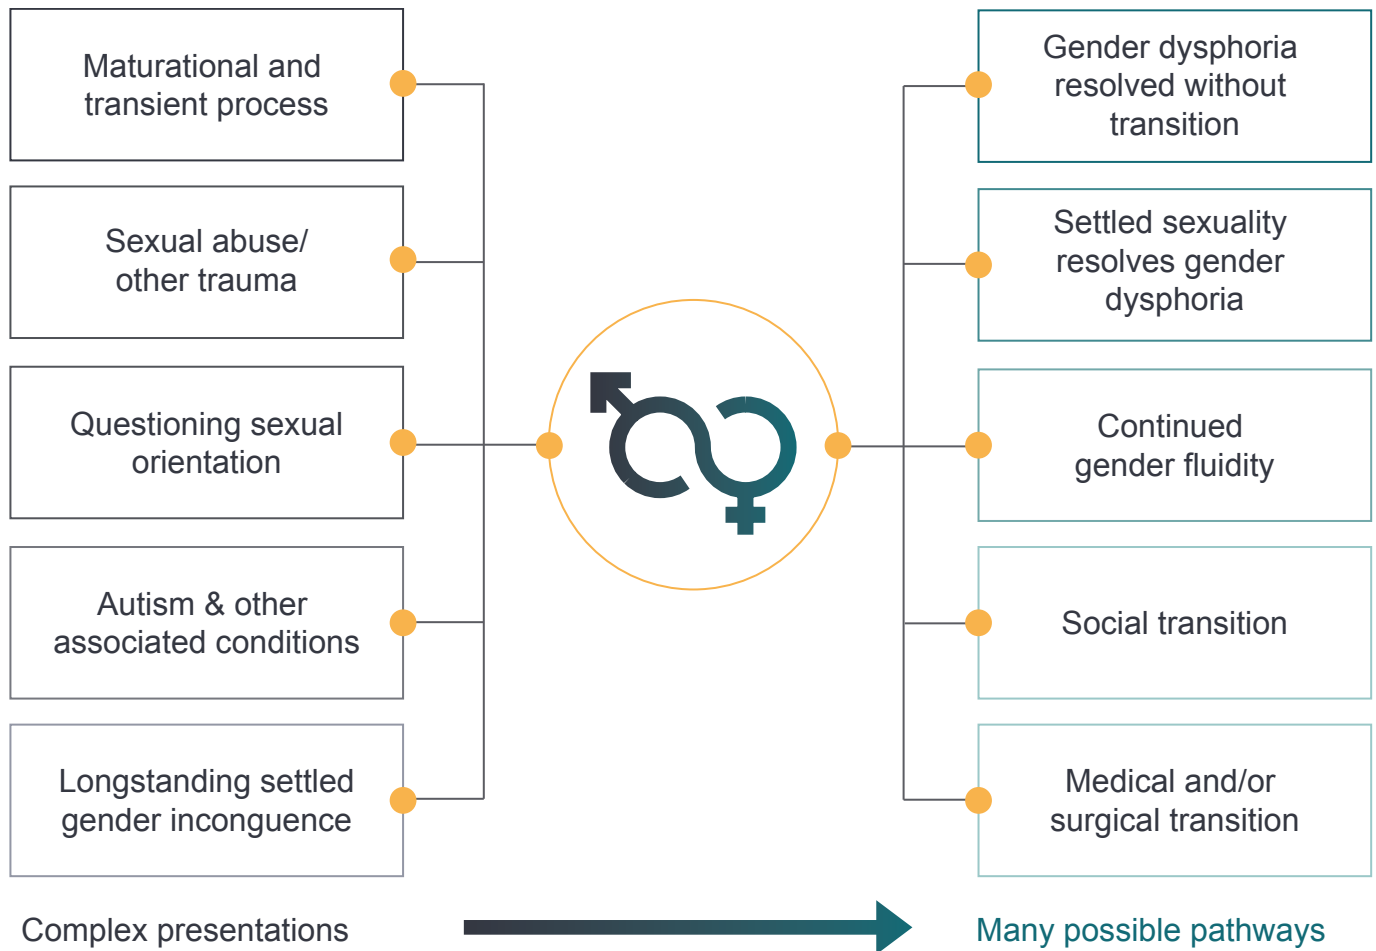 Maturational and
transient process
Sexual abuse/
other trauma
Questioning sexual
orientation
Autism & other
associated conditions
Longstanding settled
gender inconguence
Complex presentations
Gender dysphoria
resolved without
transition
Settled sexuality
resolves gender
dysphoria
Continued
gender fluidity
Social transition
Medical and/or
surgical transition
Many possible pathways